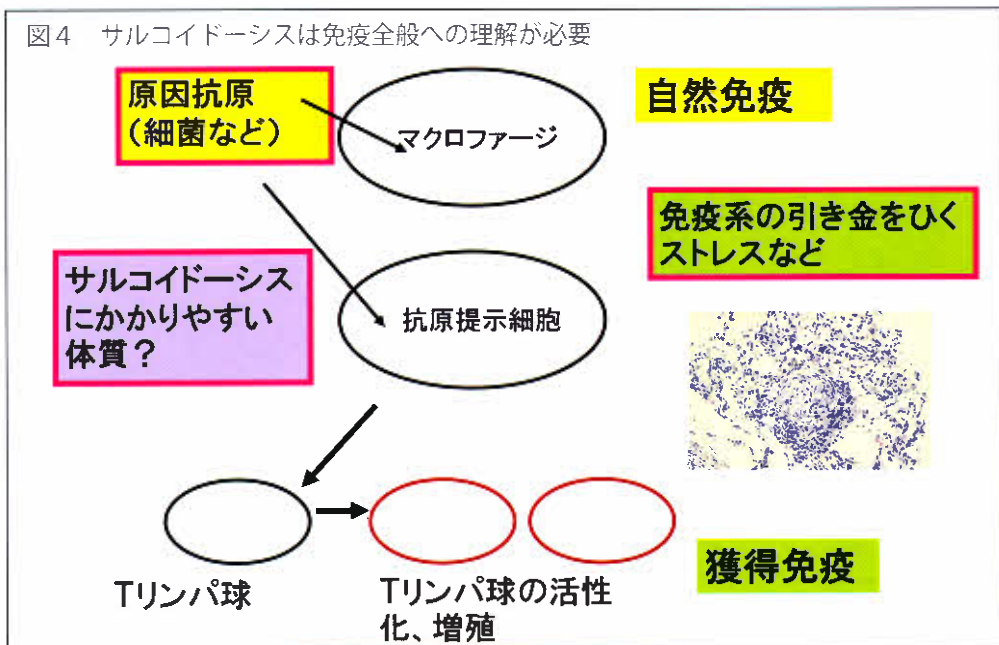 図4 サルコイドーシスは免疫全般への理解が必要
原因抗原
（細菌など）
マクロファージ
自然免疫
免疫系の引き金をひく
ストレスなど
サルコイドーシス
にかかりやすい
体質？
抗原提示細胞
Tリンパ球
Tリンパ球の活性
化、増殖
獲得免疫